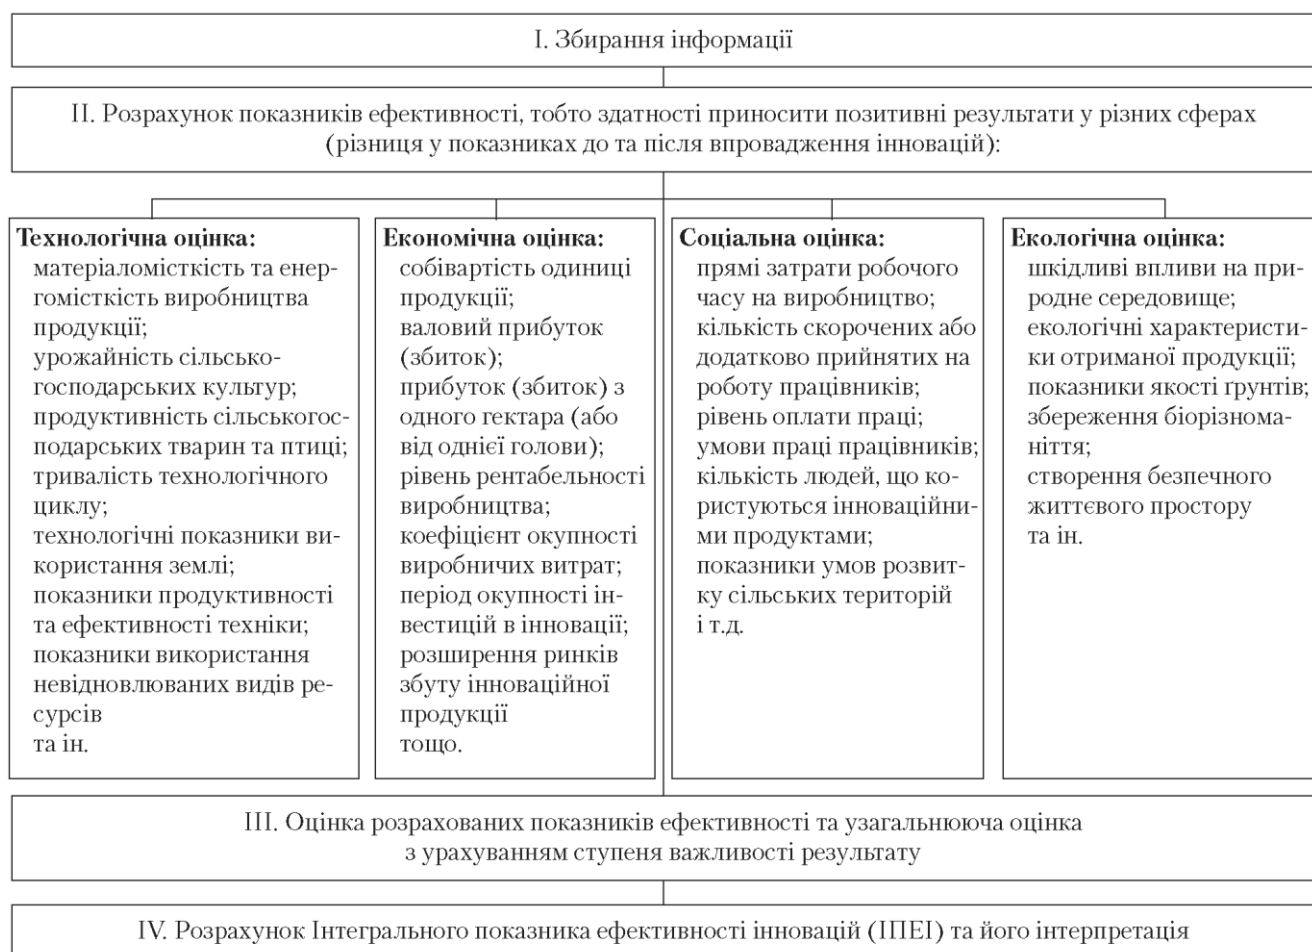 І. Збирання інформації
ІІ. Розрахунок показників ефективності, тобто здатності приносити позитивні результати у різних сферах
(різниця у показниках до та після впровадження інновацій):
Технологічна оцінка:
матеріаломісткість та енер-
гомісткість виробництва
продукції;
урожайність сільсько-
господарських культур;
продуктивність сільськогос-
подарських тварин та птиці;
тривалість технологічного
циклу;
технологічні показники ви-
користання землі;
показники продуктивності
та ефективності техніки;
показники використання
невідновлюваних видів ре-
сурсів
та ін.
Економічна оцінка:
собівартість одиниці
продукції;
валовий прибуток
(збиток);
прибуток (збиток) з
одного гектара (або
від однієї голови);
рівень рентабельності
виробництва;
коефіцієнт окупності
виробничих витрат;
період окупності ін-
вестицій в інновації;
розширення ринків
збуту інноваційної
продукції
тощо.
Соціальна оцінка:
прямі затрати робочого
часу на виробництво;
кількість скорочених або
додатково прийнятих на
роботу працівників;
рівень оплати праці;
умови праці працівників;
кількість людей, що ко-
ристуються інноваційни-
ми продуктами;
показники умов розвит-
ку сільських територій
і т.д.
Екологічна оцінка:
шкідливі впливи на при-
родне середовище;
екологічні характеристи-
ки отриманої продукції;
показники якості ґрунтів;
збереження біорізнома-
ніття;
створення безпечного
життєвого простору
та ін.
ІІІ. Оцінка розрахованих показників ефективності та узагальнююча оцінка
з урахуванням ступеня важливості результату
IV. Розрахунок Інтегрального показника ефективності інновацій (ІПЕІ) та його інтерпретація